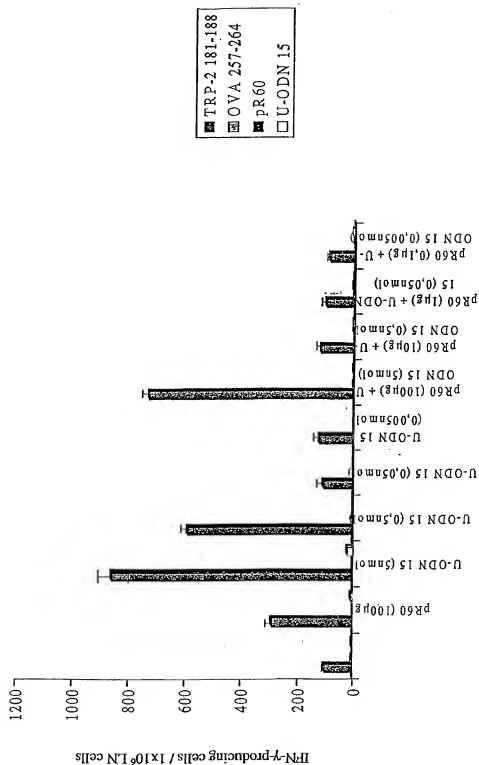 IFN-γ-producing cells / 1x10⁶ LN cells
1200
1000
800
600
400
200
0
pR60 (100µg)
U-ODN 15 (5nmol
U-ODN 15 (0,5nmo
U-ODN 15 (0,05nmo
U-ODN 15
(0,005nmol
pR60 (100µg) + U
ODN 15 (5nmol)
pR60 (10µg) + U
ODN 15 (0,5nmol
pR60 (1µg) + U-ODN
15 (0,05nmol)
pR60 (0,1µg) + U-
ODN 15 (0,005nmol)
TRP-2 181-188
OVA 257-264
pR60
U-ODN 15